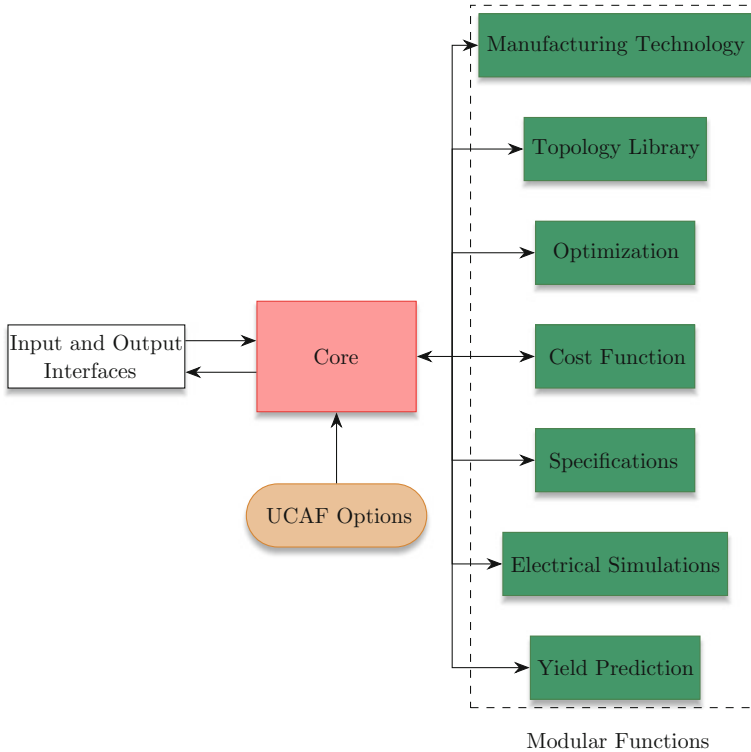 Manufacturing Technology
Topology Library
Optimization
Input and Output
Interfaces
Core
Cost Function
Specifications
UCAF Options
Electrical Simulations
Yield Prediction
Modular Functions